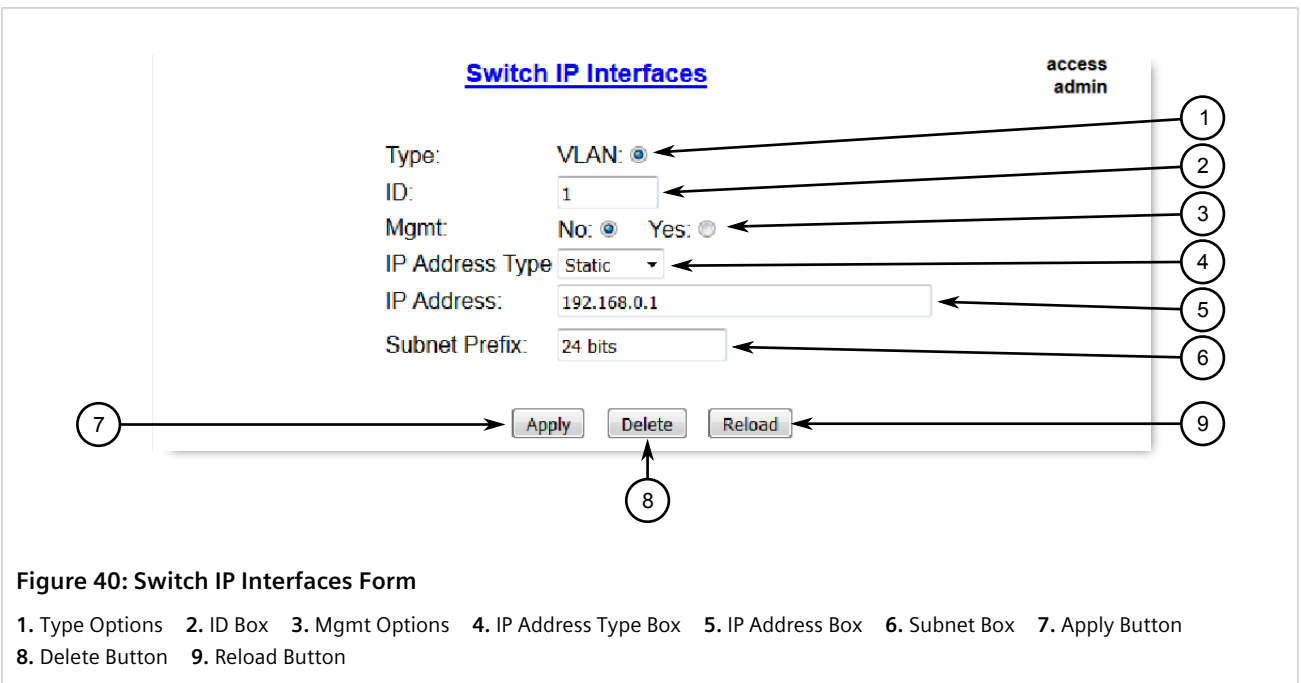 Switch IP Interfaces
access
admin
1
Type: VLAN:
2
ID: 1
3
Mgmt: No: Yes:
4
IP Address Type Static
IP Address: 192.168.0.1
5
Subnet Prefix: 24 bits
6
7
Apply Delete Reload
9
8
Figure 40: Switch IP Interfaces Form
1. Type Options 2. ID Box 3. Mgmt Options 4. IP Address Type Box 5. IP Address Box 6. Subnet Box 7. Apply Button
8. Delete Button 9. Reload Button